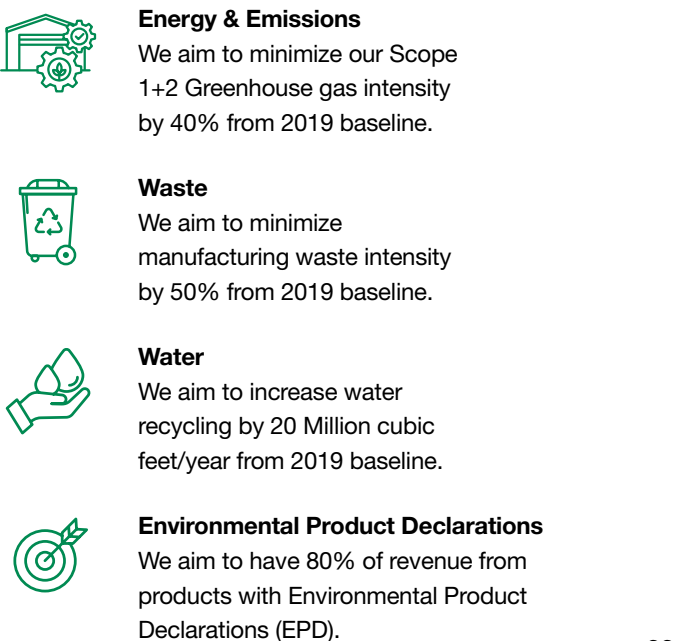 Energy & Emissions
We aim to minimize our Scope
1+2 Greenhouse gas intensity
by 40% from 2019 baseline.
Waste
We aim to minimize
manufacturing waste intensity
by 50% from 2019 baseline.
Water
We aim to increase water
recycling by 20 Million cubic
feet/year from 2019 baseline.
Environmental Product Declarations
We aim to have 80% of revenue from
products with Environmental Product
Declarations (EPD).